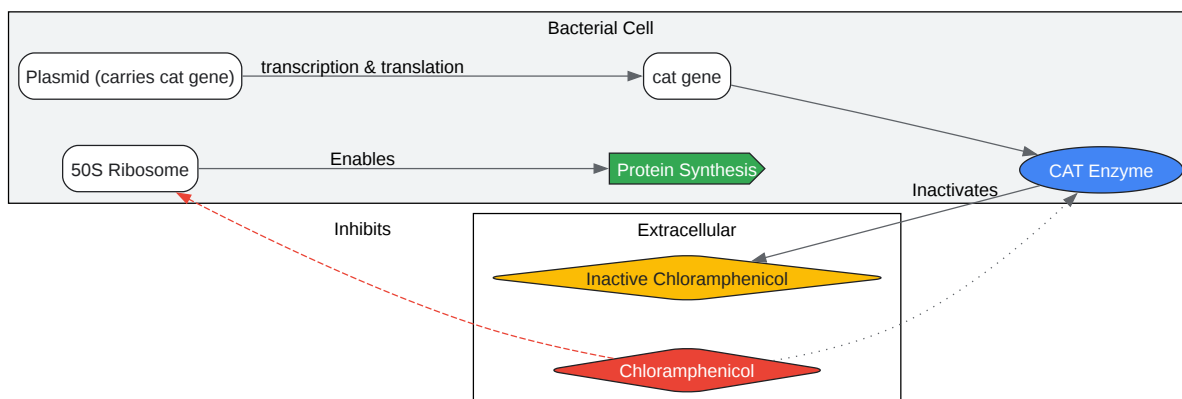 Bacterial Cell
Plasmid (carries cat gene)
transcription & translation
cat gene
50S Ribosome
Enables
Protein Synthesis
CAT Enzyme
Inactivates
Inhibits
Extracellular
Inactive Chloramphenicol
Chloramphenicol